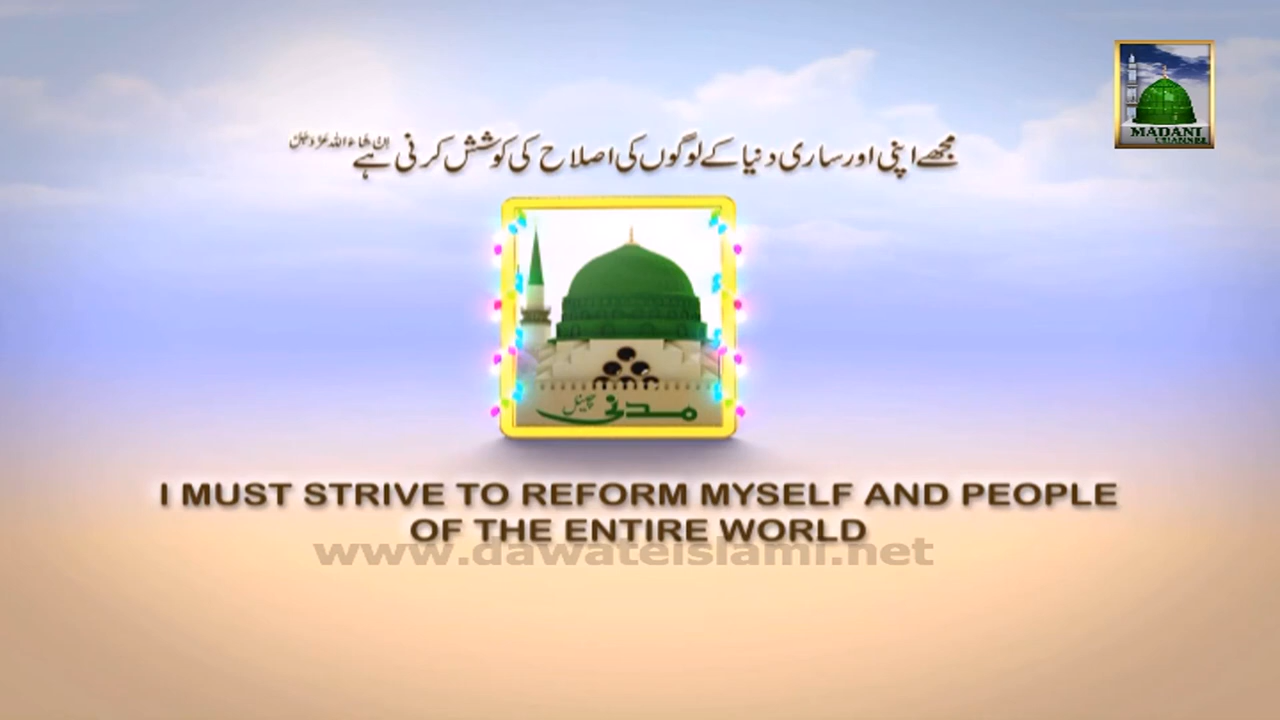 مجھے اپنی اور ساری دنیا کے لوگوں کی اصلاح کی کوشش کرنی ہے ان شاء اللہ عزوجل
MADANI
CHANNEL
مدنی چینل
I MUST STRIVE TO REFORM MYSELF AND PEOPLE
OF THE ENTIRE WORLD
www.dawateislami.net